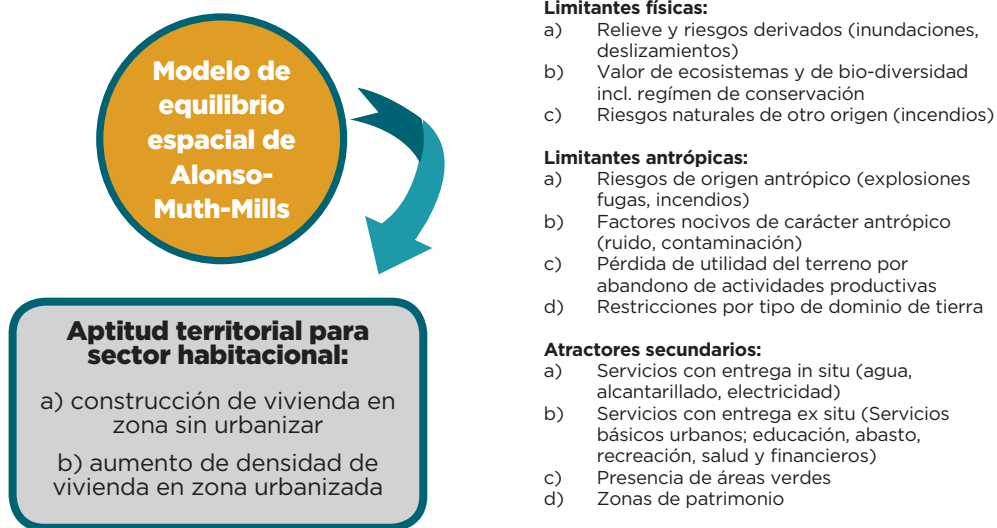 Modelo de
equilibrio
espacial de
Alonso-
Muth-Mills
Aptitud territorial para
sector habitacional:
a) construcción de vivienda en
zona sin urbanizar
b) aumento de densidad de
vivienda en zona urbanizada
Limitantes físicas:
a) Relieve y riesgos derivados (inundaciones,
deslizamientos)
b) Valor de ecosistemas y de bio-diversidad
incl. regímen de conservación
c) Riesgos naturales de otro origen (incendios)
Limitantes antrópicas:
a) Riesgos de origen antrópico (explosiones
fugas, incendios)
b) Factores nocivos de carácter antrópico
(ruido, contaminación)
c) Pérdida de utilidad del terreno por
abandono de actividades productivas
d) Restricciones por tipo de dominio de tierra
Atractores secundarios:
a) Servicios con entrega in situ (agua,
alcantarillado, electricidad)
b) Servicios con entrega ex situ (Servicios
básicos urbanos; educación, abasto,
recreación, salud y financieros)
c) Presencia de áreas verdes
d) Zonas de patrimonio